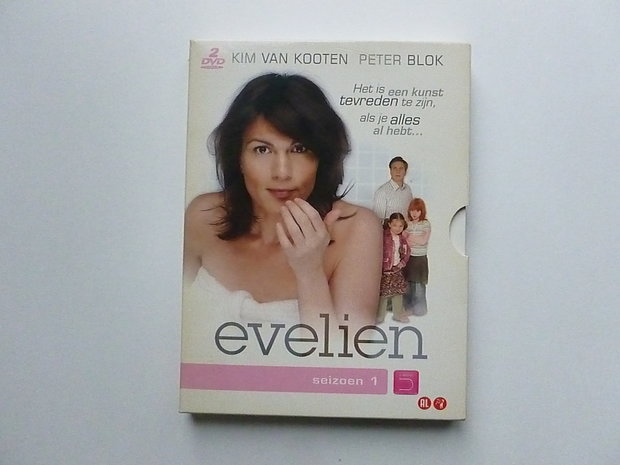 2
DVD
KIM VAN KOOTEN PETER BLOK
Het is een kunst
tevreden te zijn,
als je alles
al hebt...
evelien
seizoen 1
AL